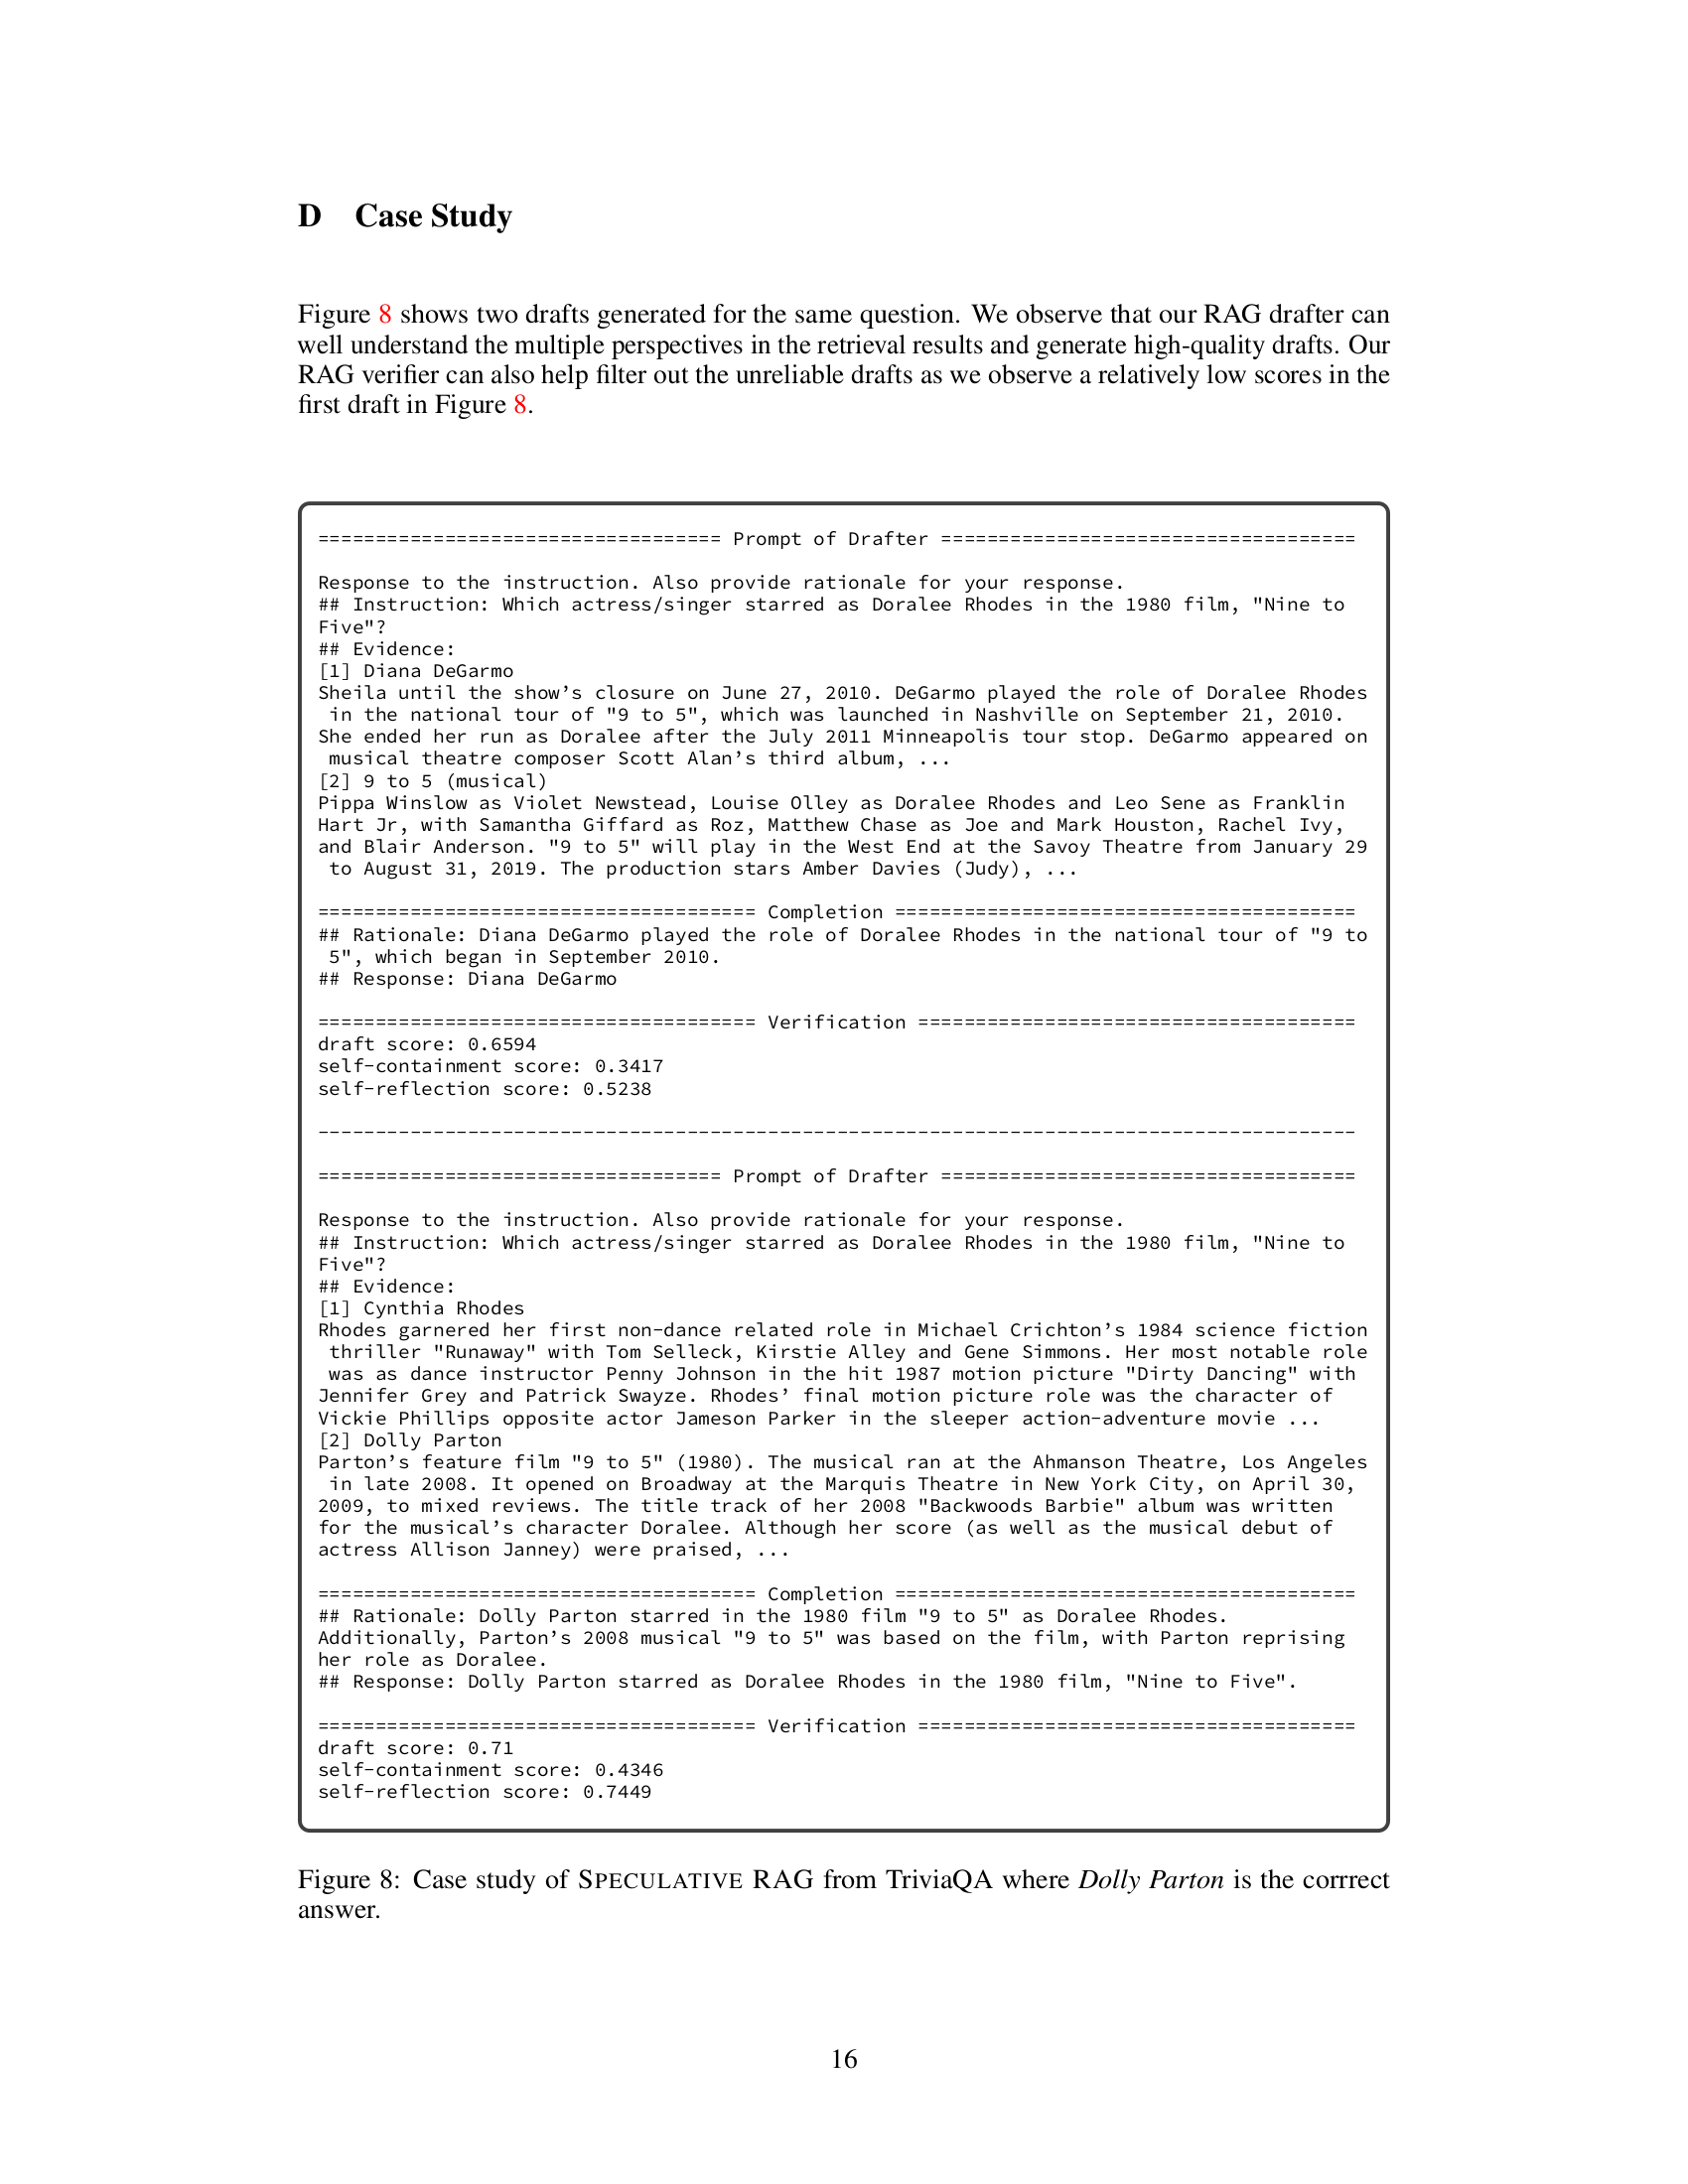 D Case Study
Figure 8 shows two drafts generated for the same question. We observe that our RAG drafter can
well understand the multiple perspectives in the retrieval results and generate high-quality drafts. Our
RAG verifier can also help filter out the unreliable drafts as we observe a relatively low scores in the
first draft in Figure 8.
=================================== Prompt of Drafter ====================================
Response to the instruction. Also provide rationale for your response.
## Instruction: Which actress/singer starred as Doralee Rhodes in the 1980 film, "Nine to
Five"?
## Evidence:
[1] Diana DeGarmo
Sheila until the show’s closure on June 27, 2010. DeGarmo played the role of Doralee Rhodes
in the national tour of "9 to 5", which was launched in Nashville on September 21, 2010.
She ended her run as Doralee after the July 2011 Minneapolis tour stop. DeGarmo appeared on
musical theatre composer Scott Alan’s third album, ...
[2] 9 to 5 (musical)
Pippa Winslow as Violet Newstead, Louise Olley as Doralee Rhodes and Leo Sene as Franklin
Hart Jr, with Samantha Giffard as Roz, Matthew Chase as Joe and Mark Houston, Rachel Ivy,
and Blair Anderson. "9 to 5" will play in the West End at the Savoy Theatre from January 29
to August 31, 2019. The production stars Amber Davies (Judy), ...
====================================== Completion ========================================
## Rationale: Diana DeGarmo played the role of Doralee Rhodes in the national tour of "9 to
5", which began in September 2010.
## Response: Diana DeGarmo
====================================== Verification ======================================
draft score: 0.6594
self-containment score: 0.3417
self-reflection score: 0.5238
------------------------------------------------------------------------------------------
=================================== Prompt of Drafter ====================================
Response to the instruction. Also provide rationale for your response.
## Instruction: Which actress/singer starred as Doralee Rhodes in the 1980 film, "Nine to
Five"?
## Evidence:
[1] Cynthia Rhodes
Rhodes garnered her first non-dance related role in Michael Crichton’s 1984 science fiction
thriller "Runaway" with Tom Selleck, Kirstie Alley and Gene Simmons. Her most notable role
was as dance instructor Penny Johnson in the hit 1987 motion picture "Dirty Dancing" with
Jennifer Grey and Patrick Swayze. Rhodes’ final motion picture role was the character of
Vickie Phillips opposite actor Jameson Parker in the sleeper action-adventure movie ...
[2] Dolly Parton
Parton’s feature film "9 to 5" (1980). The musical ran at the Ahmanson Theatre, Los Angeles
in late 2008. It opened on Broadway at the Marquis Theatre in New York City, on April 30,
2009, to mixed reviews. The title track of her 2008 "Backwoods Barbie" album was written
for the musical’s character Doralee. Although her score (as well as the musical debut of
actress Allison Janney) were praised, ...
====================================== Completion ========================================
## Rationale: Dolly Parton starred in the 1980 film "9 to 5" as Doralee Rhodes.
Additionally, Parton’s 2008 musical "9 to 5" was based on the film, with Parton reprising
her role as Doralee.
## Response: Dolly Parton starred as Doralee Rhodes in the 1980 film, "Nine to Five".
====================================== Verification ======================================
draft score: 0.71
self-containment score: 0.4346
self-reflection score: 0.7449
Figure 8: Case study of SPECULATIVE RAG from TriviaQA where Dolly Parton is the corrrect
answer.
16